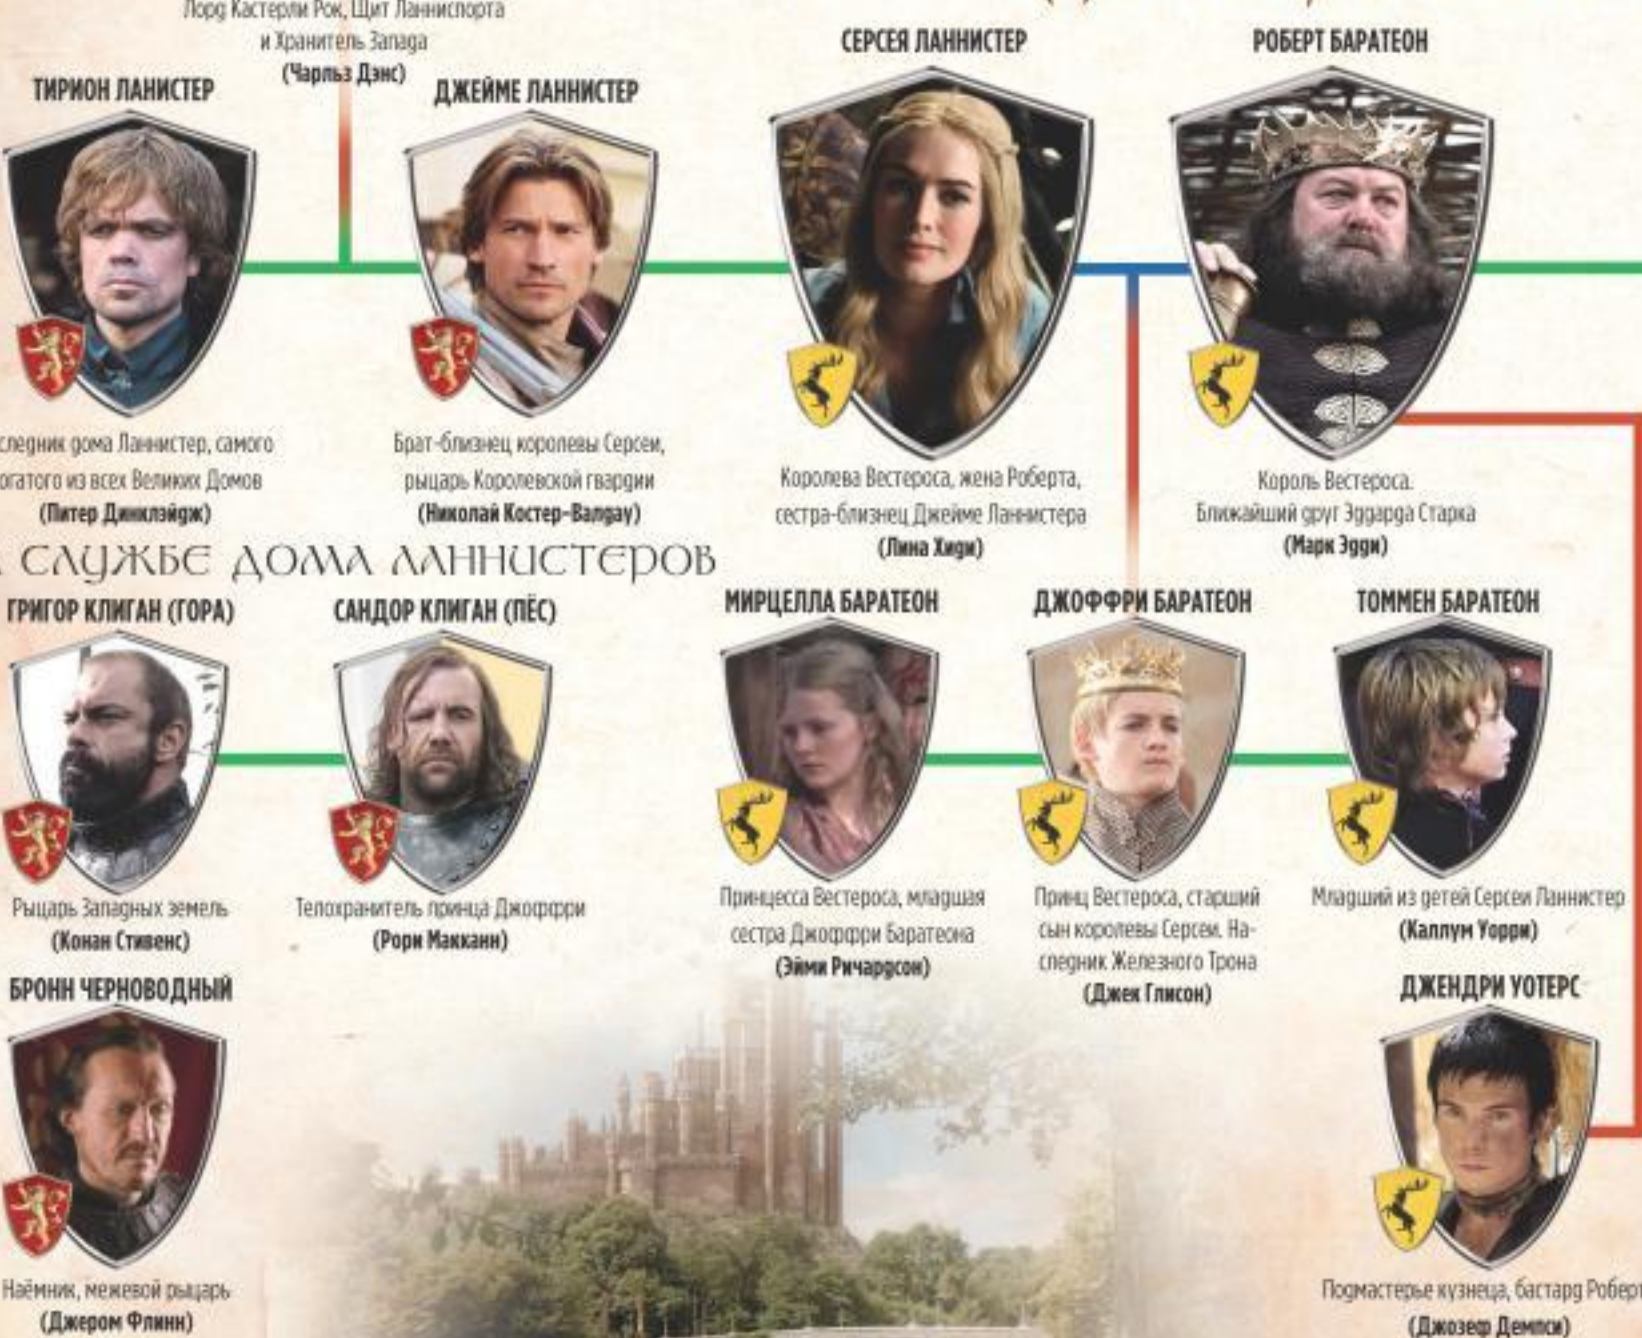 Лорд Кастерли Рок, Щит Ланниспорта
и Хранитель Запада
(Чарльз Дэнс)
ТИРИОН ЛАНИСТЕР
ДЖЕЙМЕ ЛАННИСТЕР
СЕРСЕЯ ЛАННИСТЕР
РОБЕРТ БАРАТЕОН
следник дома Ланнистер, самого
огатого из всех Великих Домов
(Питер Динклэйдж)
Брат-близнец королевы Серсеи,
рыцарь Королевской гвардии
(Николай Костер-Валдау)
Королева Вестероса, жена Роберта,
сестра-близнец Джейме Ланнистера
(Лина Хиди)
Король Вестероса.
Ближайший друг Эддарда Старка
(Марк Эдди)
СЛУЖБЕ ДОМА ЛАННИСТЕРОВ
ГРИГОР КЛИГАН (ГОРА)
САНДОР КЛИГАН (ПЁС)
МИРЦЕЛЛА БАРАТЕОН
ДЖОФФРИ БАРАТЕОН
ТОММЕН БАРАТЕОН
Рыцарь Западных земель
(Конан Стивенс)
Телохранитель принца Джоффри
(Рори Макканн)
Принцесса Вестероса, младшая
сестра Джоффри Баратеона
(Эйми Ричардсон)
Принц Вестероса, старший
сын королевы Серсеи. На-
следник Железного Трона
(Джек Глисон)
Младший из детей Серсеи Ланнистер
(Каллум Уорри)
БРОНН ЧЕРНОВОДНЫЙ
ДЖЕНДРИ УОТЕРС
Наёмник, межевой рыцарь
(Джером Флинн)
Подмастерье кузнеца, бастард Роберт
(Джозеф Демпси)